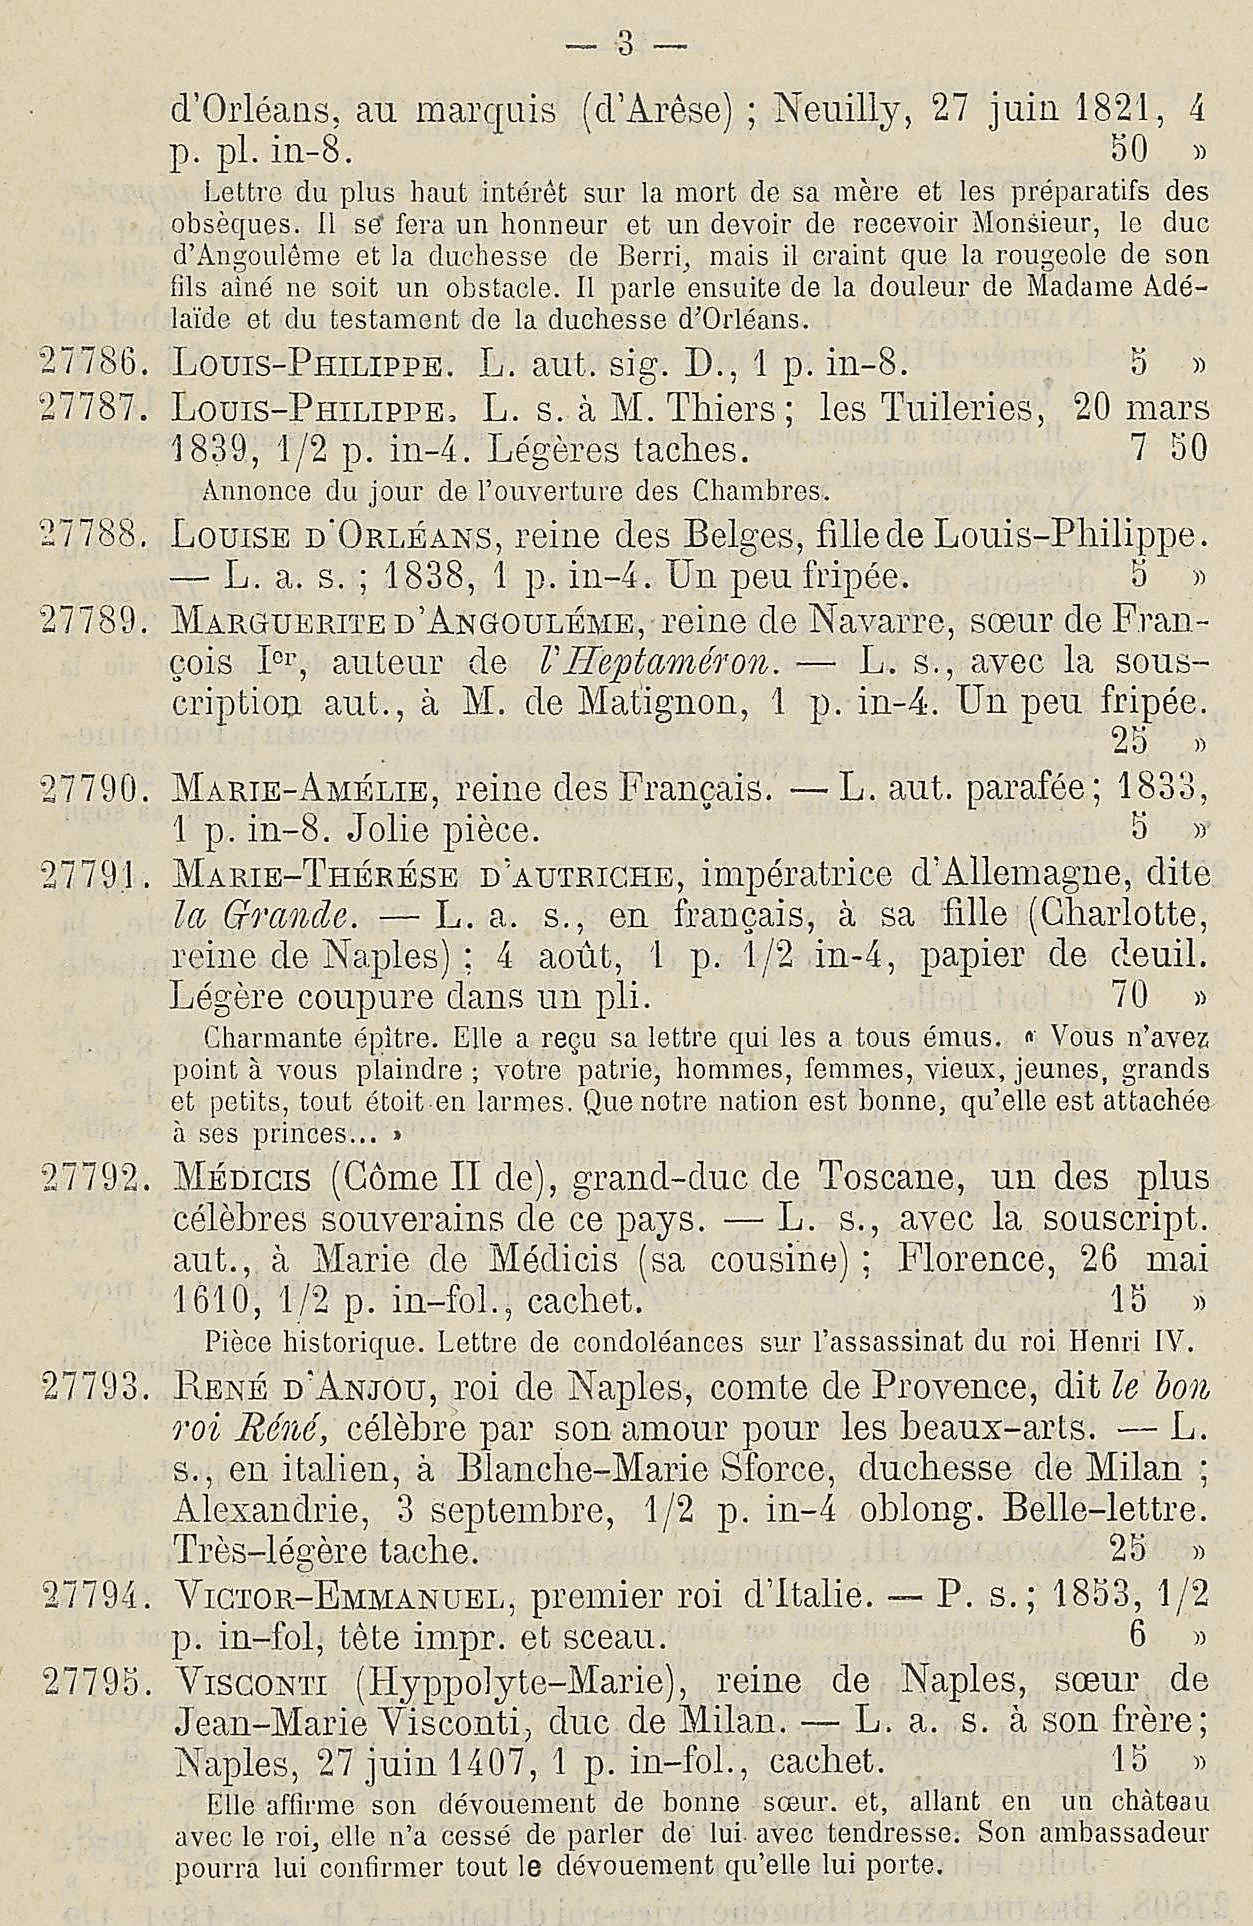 — 3 —
d'Orléans, au marquis (d'Arêse) ; Neuilly, 27 juin 1821, 4
p. pl. in-8. 50 »
Lettre du plus haut intérêt sur la mort de sa mère et les préparatifs des
obsèques. Il se fera un honneur et un devoir de recevoir Monsieur, le duc
d'Angoulême et la duchesse de Berri, mais il craint que la rougeole de son
fils aîné ne soit un obstacle. Il parle ensuite de la douleur de Madame Adé-
laïde et du testament de la duchesse d'Orléans.
27786. Louis-Philippe. L. aut. sig. D., 1 p. in-8. 5 »
27787. Louis-Philippe. L. s. à M. Thiers ; les Tuileries, 20 mars
1839, 1/2 p. in-4. Légères taches. 7 50
Annonce du jour de l'ouverture des Chambres.
27788. Louise d'Orléans, reine des Belges, fille de Louis-Philippe.
— L. a. s. ; 1838, 1 p. in-4. Un peu fripée. 5 »
27789. Marguerite d'Angouléme, reine de Navarre, sœur de Fran-
çois Ier, auteur de l'Heptaméron. — L. s., avec la sous-
cription aut., à M. de Matignon, 1 p. in-4. Un peu fripée.
25 »
27790. Marie-Amélie, reine des Français. — L. aut. parafée ; 1833,
1 p. in-8. Jolie pièce. 5 »
27791. Marie-Thérése d'autriche, impératrice d'Allemagne, dite
la Grande. — L. a. s., en français, à sa fille (Charlotte,
reine de Naples) ; 4 août, 1 p. 1/2 in-4, papier de deuil.
Légère coupure dans un pli. 70 »
Charmante épître. Elle a reçu sa lettre qui les a tous émus. « Vous n'avez
point à vous plaindre ; votre patrie, hommes, femmes, vieux, jeunes, grands
et petits, tout étoit en larmes. Que notre nation est bonne, qu'elle est attachée
à ses princes... »
27792. Médicis (Côme II de), grand-duc de Toscane, un des plus
célèbres souverains de ce pays. — L. s., avec la souscript.
aut., à Marie de Médicis (sa cousine) ; Florence, 26 mai
1610, 1/2 p. in-fol., cachet. 15 »
Pièce historique. Lettre de condoléances sur l'assassinat du roi Henri IV.
27793. René d'Anjou, roi de Naples, comte de Provence, dit le bon
roi Réné, célèbre par son amour pour les beaux-arts. — L.
s., en italien, à Blanche-Marie Sforce, duchesse de Milan ;
Alexandrie, 3 septembre, 1/2 p. in-4 oblong. Belle-lettre.
Très-légère tache. 25 »
27794. Victor-Emmanuel, premier roi d'Italie. — P. s. ; 1853, 1/2
p. in-fol, tête impr. et sceau. 6 »
27795. Visconti (Hyppolyte-Marie), reine de Naples, sœur de
Jean-Marie Visconti, duc de Milan. — L. a. s. à son frère ;
Naples, 27 juin 1407, 1 p. in-fol., cachet. 15 »
Elle affirme son dévouement de bonne sœur. et, allant en un château
avec le roi, elle n'a cessé de parler de lui avec tendresse. Son ambassadeur
pourra lui confirmer tout le dévouement qu'elle lui porte.